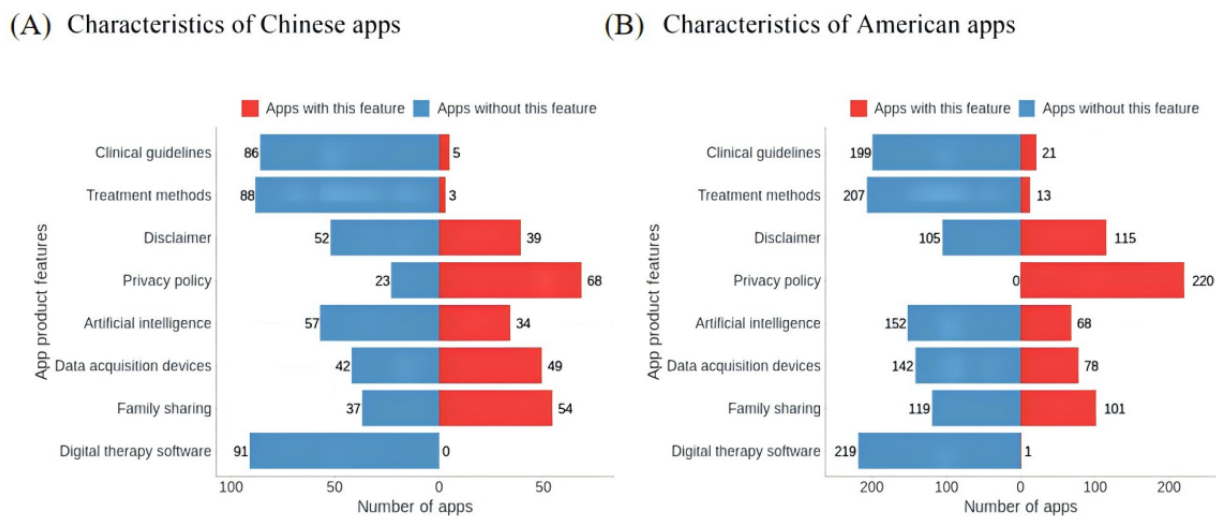 (A) Characteristics of Chinese apps
Apps with this feature Apps without this feature
App product features
Clinical guidelines 86 5
Treatment methods 88 3
Disclaimer 52 39
Privacy policy 23 68
Artificial intelligence 57 34
Data acquisition devices 42 49
Family sharing 37 54
Digital therapy software 91 0
100 50 0 50
Number of apps
(B) Characteristics of American apps
Apps with this feature Apps without this feature
App product features
Clinical guidelines 199 21
Treatment methods 207 13
Disclaimer 105 115
Privacy policy 0 220
Artificial intelligence 152 68
Data acquisition devices 142 78
Family sharing 119 101
Digital therapy software 219 1
200 100 0 100 200
Number of apps